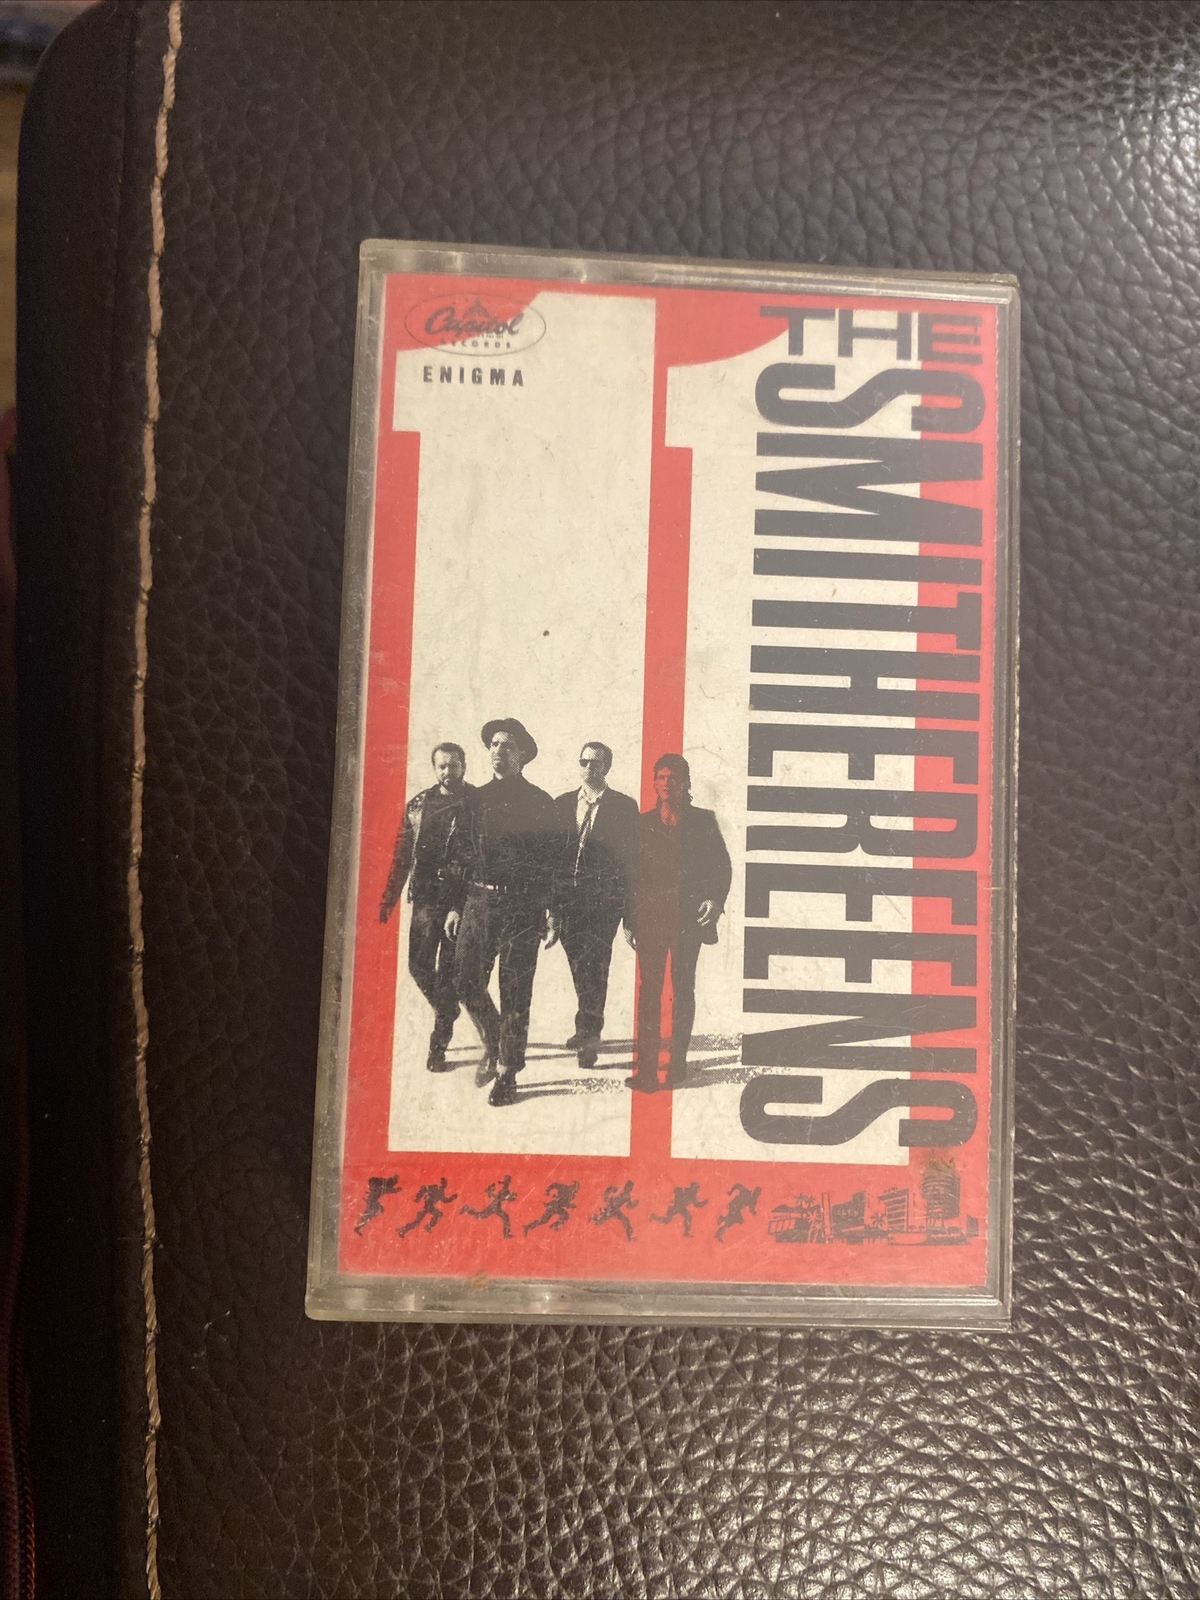 Capitol
RECORDS
ENIGMA
11
THE
SMITHEREENS